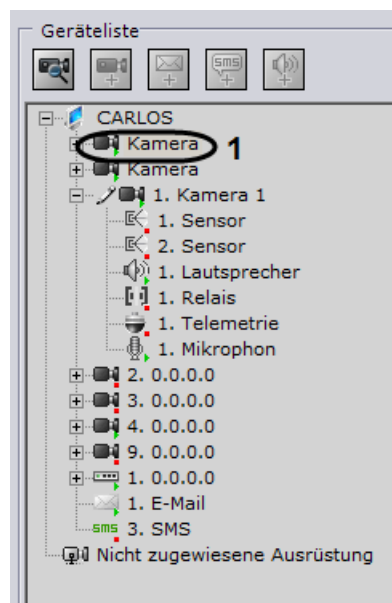 Geräteliste
SMS
CARLOS
Kamera 1
Kamera
1. Kamera 1
1. Sensor
2. Sensor
1. Lautsprecher
1. Relais
1. Telemetrie
1. Mikrophon
2. 0.0.0.0
3. 0.0.0.0
4. 0.0.0.0
9. 0.0.0.0
1. 0.0.0.0
1. E-Mail
sms 3. SMS
Nicht zugewiesene Ausrüstung